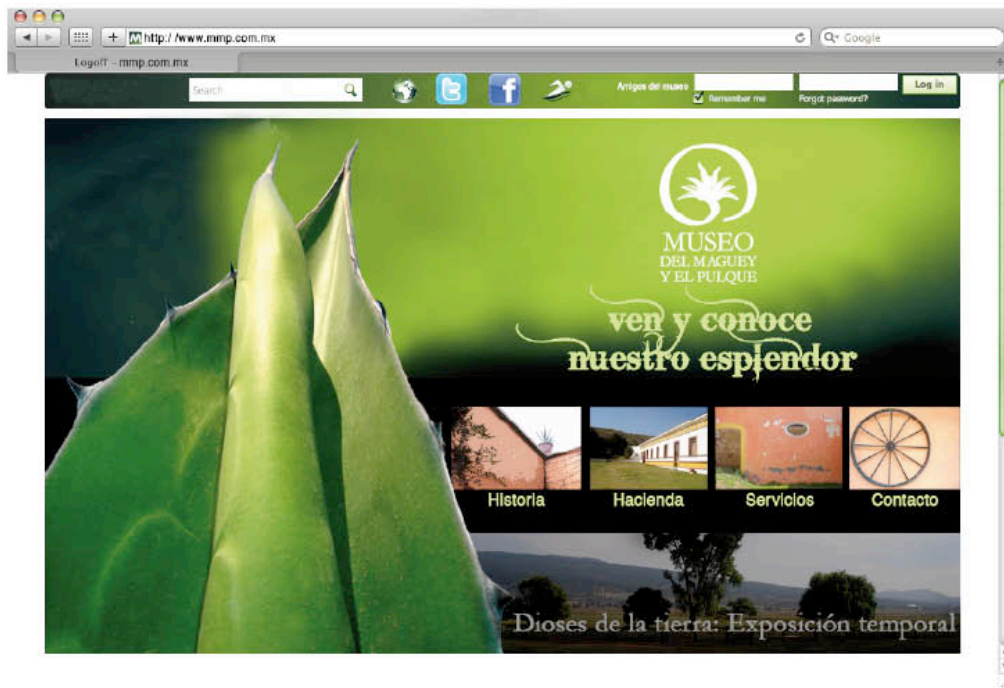 http://www.mmp.com.mx
Google
Logoff - mmp.com.mx
Search
Amigos del museo
Log in
Remember me
Forgot password?
MUSEO
DEL MAGUEY
Y EL PULQUE
ven y conoce
nuestro esplendor
Historia
Hacienda
Servicios
Contacto
Dioses de la tierra: Exposición temporal